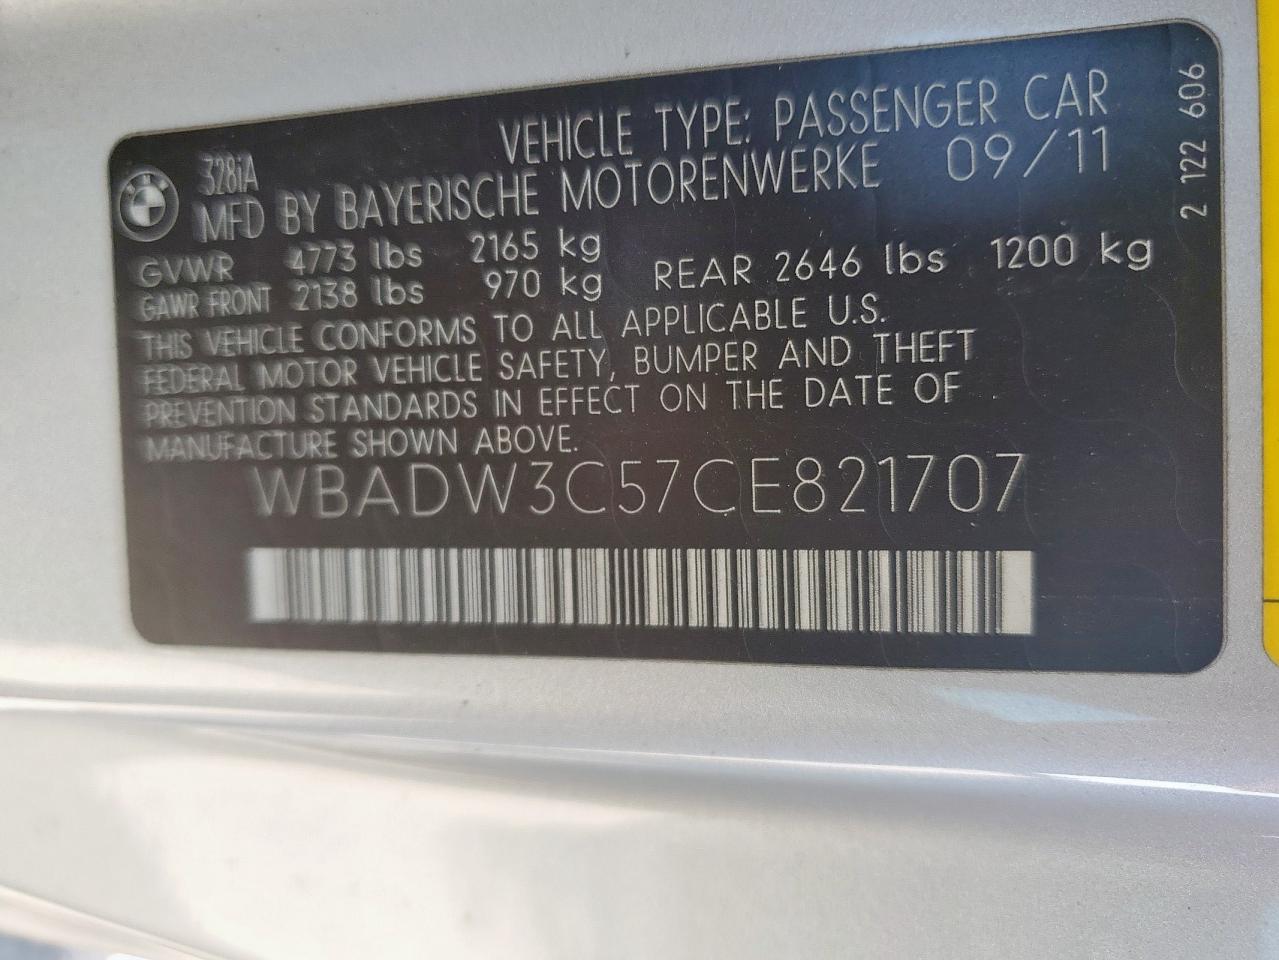 VEHICLE TYPE: PASSENGER CAR
328iA
MFD BY BAYERISCHE MOTORENWERKE 09/11
GVWR 4773 lbs 2165 kg
GAWR FRONT 2138 lbs 970 kg REAR 2646 lbs 1200 kg
THIS VEHICLE CONFORMS TO ALL APPLICABLE U.S.
FEDERAL MOTOR VEHICLE SAFETY, BUMPER AND THEFT
PREVENTION STANDARDS IN EFFECT ON THE DATE OF
MANUFACTURE SHOWN ABOVE.
WBADW3C57CE821707
2 122 606